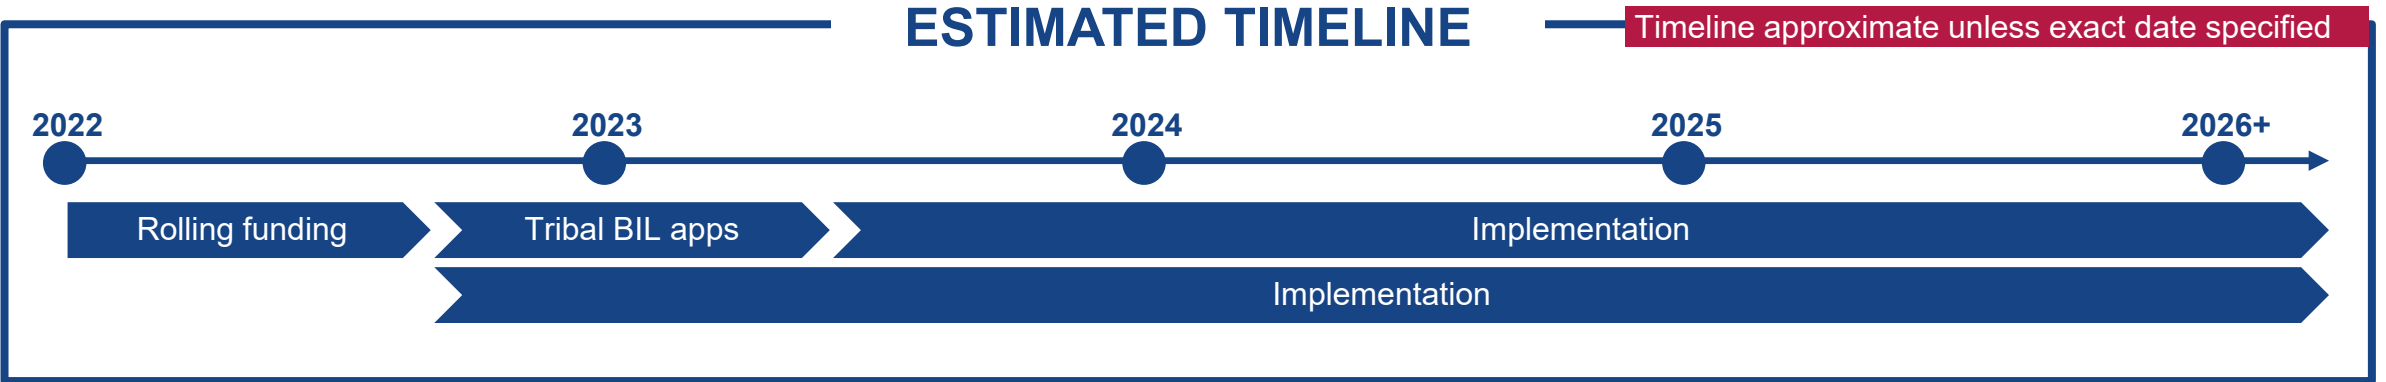 ESTIMATED TIMELINE
Timeline approximate unless exact date specified
2022
2023
2024
2025
2026+
Rolling funding
Tribal BIL apps
Implementation
Implementation